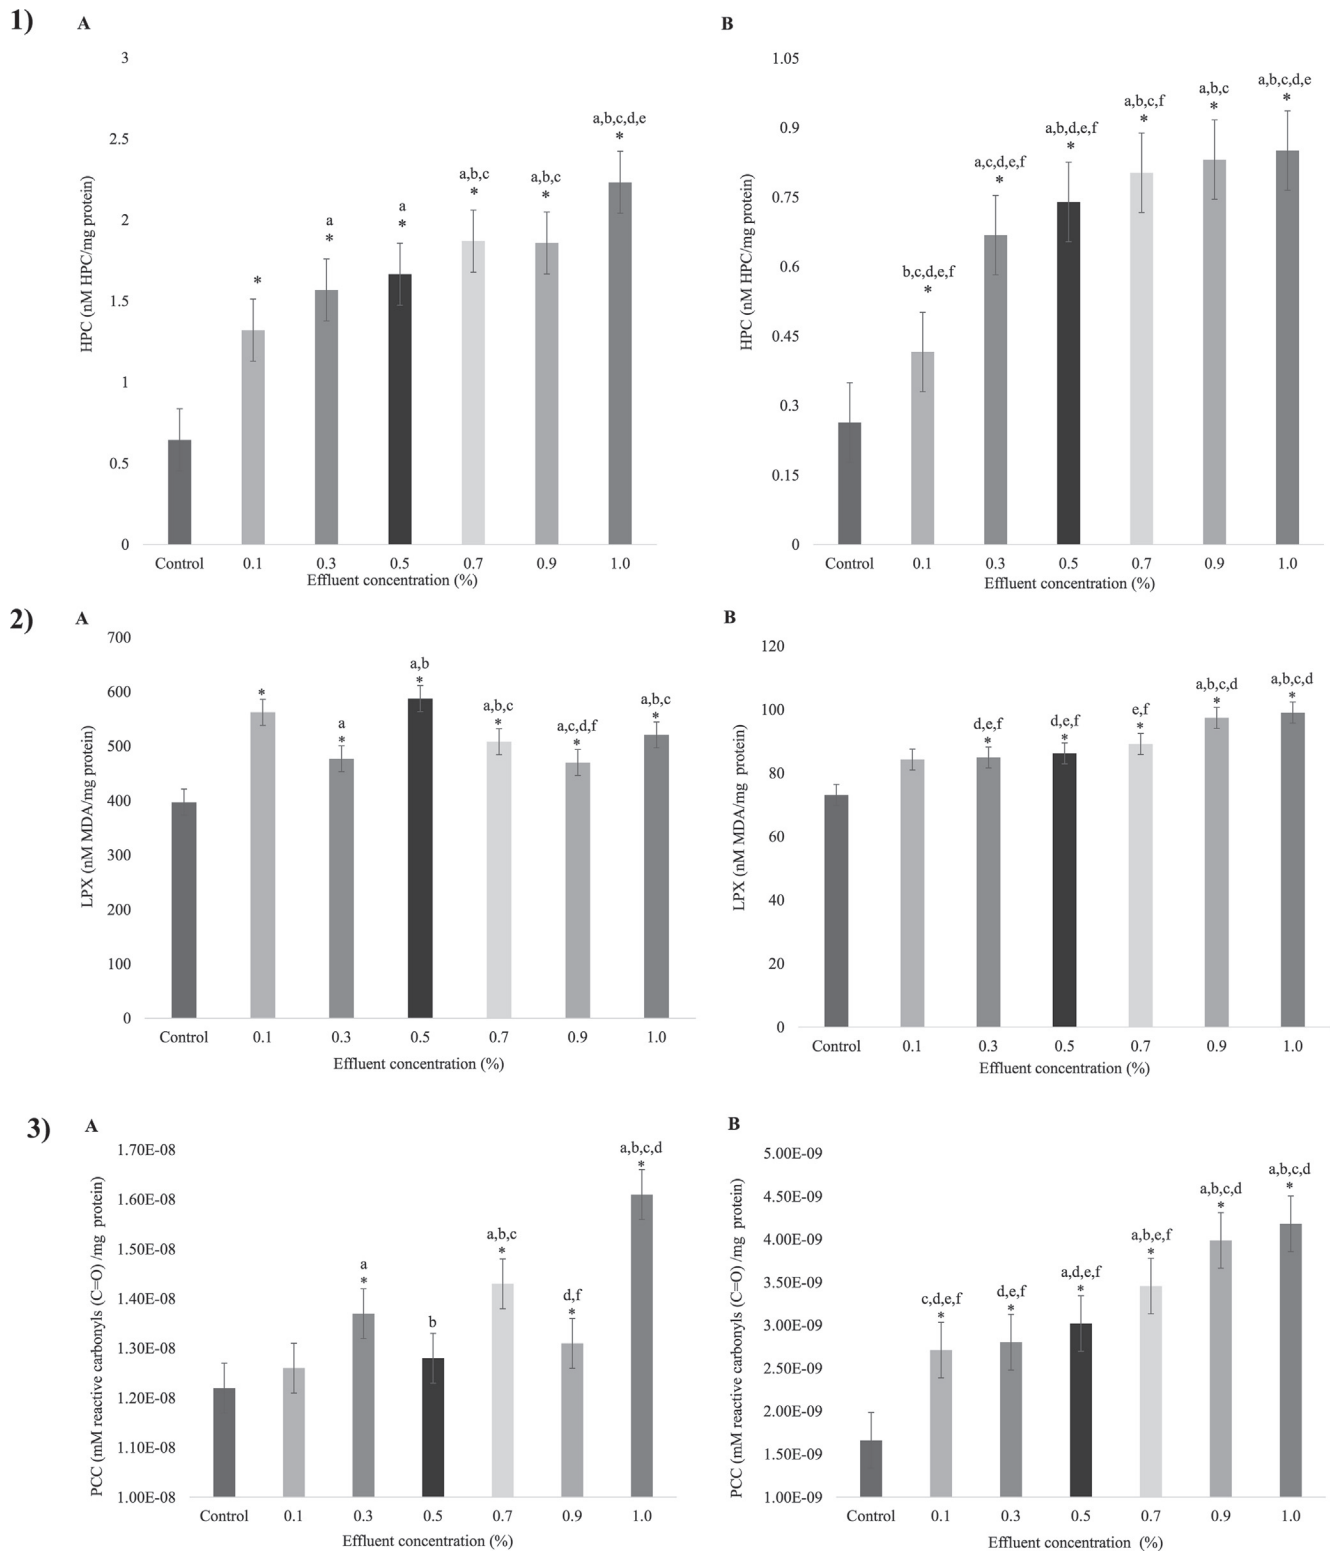 1)
A
3
2.5
2
1.5
1
0.5
0
HPC (nM HPC/mg protein)
*
a
*
a
*
a,b,c
*
a,b,c
*
a,b,c,d,e
*
Control 0.1 0.3 0.5 0.7 0.9 1.0
Effluent concentration (%)
B
1.05
0.9
0.75
0.6
0.45
0.3
0.15
0
HPC (nM HPC/mg protein)
b,c,d,e,f
*
a,c,d,e,f
*
a,b,d,e,f
*
a,b,c,f
*
a,b,c
*
a,b,c,d,e
*
Control 0.1 0.3 0.5 0.7 0.9 1.0
Effluent concentration (%)
2)
A
700
600
500
400
300
200
100
0
LPX (nM MDA/mg protein)
*
a
*
a,b
*
a,b,c
*
a,c,d,f
*
a,b,c
*
Control 0.1 0.3 0.5 0.7 0.9 1.0
Effluent concentration (%)
B
120
100
80
60
40
20
0
LPX (nM MDA/mg protein)
d,e,f
*
d,e,f
*
e,f
*
a,b,c,d
*
a,b,c,d
*
Control 0.1 0.3 0.5 0.7 0.9 1.0
Effluent concentration (%)
3)
A
1.70E-08
1.60E-08
1.50E-08
1.40E-08
1.30E-08
1.20E-08
1.10E-08
1.00E-08
PCC (mM reactive carbonyls (C=O) /mg protein)
a
*
b
a,b,c
*
d,f
*
a,b,c,d
*
Control 0.1 0.3 0.5 0.7 0.9 1.0
Effluent concentration (%)
B
5.00E-09
4.50E-09
4.00E-09
3.50E-09
3.00E-09
2.50E-09
2.00E-09
1.50E-09
1.00E-09
PCC (mM reactive carbonyls (C=O) /mg protein)
c,d,e,f
*
d,e,f
*
a,d,e,f
*
a,b,e,f
*
a,b,c,d
*
a,b,c,d
*
Control 0.1 0.3 0.5 0.7 0.9 1.0
Effluent concentration (%)